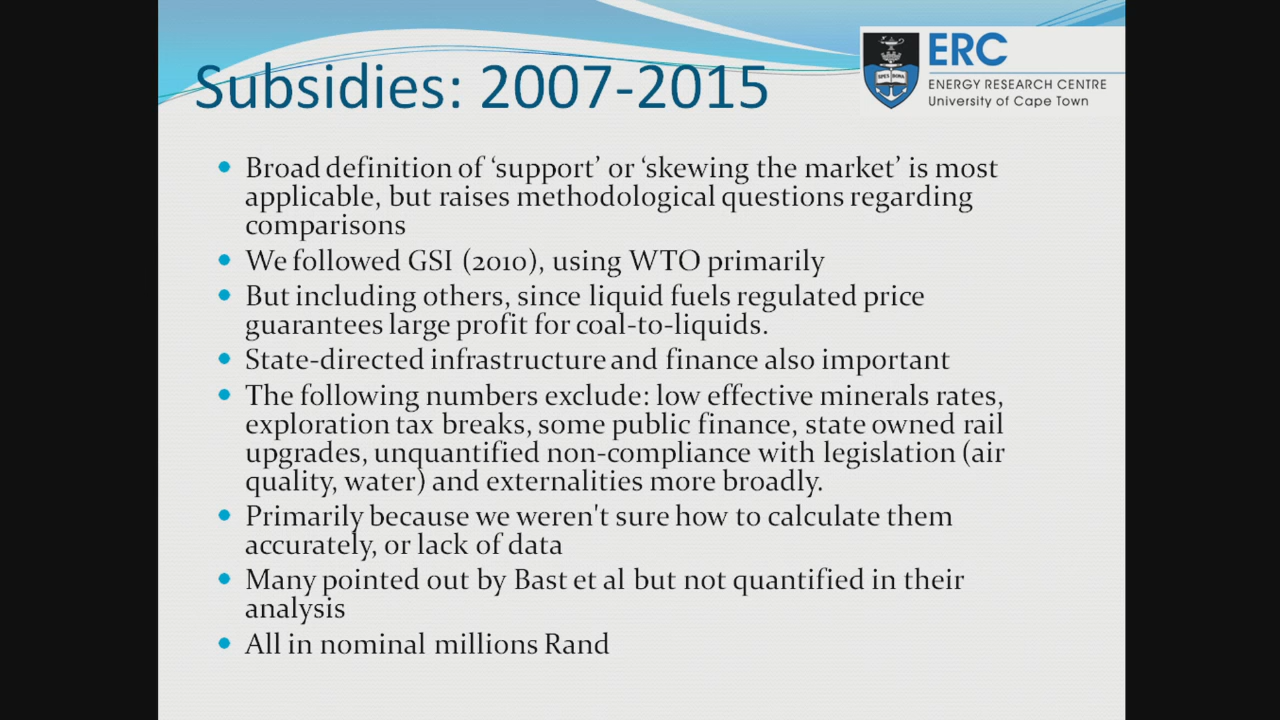 ERC
ENERGY RESEARCH CENTRE
University of Cape Town
Subsidies: 2007-2015
• Broad definition of ‘support’ or ‘skewing the market’ is most
applicable, but raises methodological questions regarding
comparisons
• We followed GSI (2010), using WTO primarily
• But including others, since liquid fuels regulated price
guarantees large profit for coal-to-liquids.
• State-directed infrastructure and finance also important
• The following numbers exclude: low effective minerals rates,
exploration tax breaks, some public finance, state owned rail
upgrades, unquantified non-compliance with legislation (air
quality, water) and externalities more broadly.
• Primarily because we weren't sure how to calculate them
accurately, or lack of data
• Many pointed out by Bast et al but not quantified in their
analysis
• All in nominal millions Rand